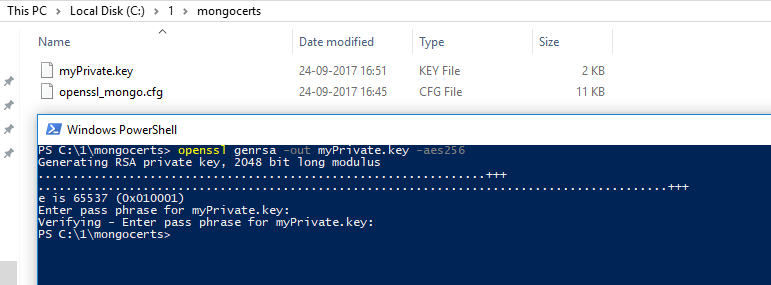 This PC > Local Disk (C:) > 1 > mongocerts
Name Date modified Type Size
myPrivate.key 24-09-2017 16:51 KEY File 2 KB
openssl_mongo.cfg 24-09-2017 16:45 CFG File 11 KB
Windows PowerShell
PS C:\1\mongocerts> openssl genrsa -out myPrivate.key -aes256
Generating RSA private key, 2048 bit long modulus
................................................................+++
..........................................................................................+++
e is 65537 (0x010001)
Enter pass phrase for myPrivate.key:
Verifying - Enter pass phrase for myPrivate.key:
PS C:\1\mongocerts>